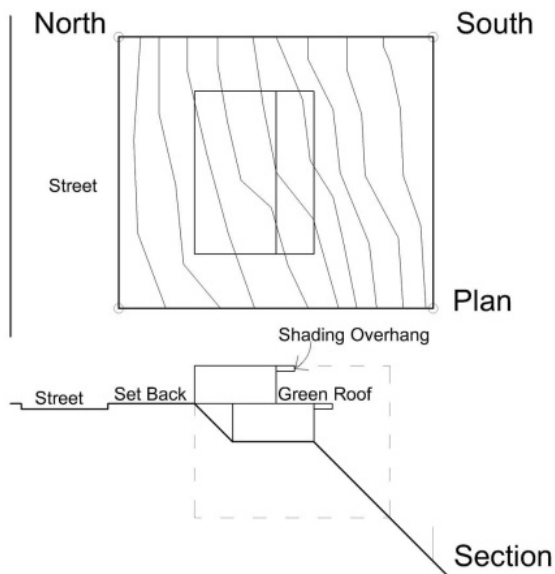 North
South
Street
Plan
Shading Overhang
Street
Set Back
Green Roof
Section